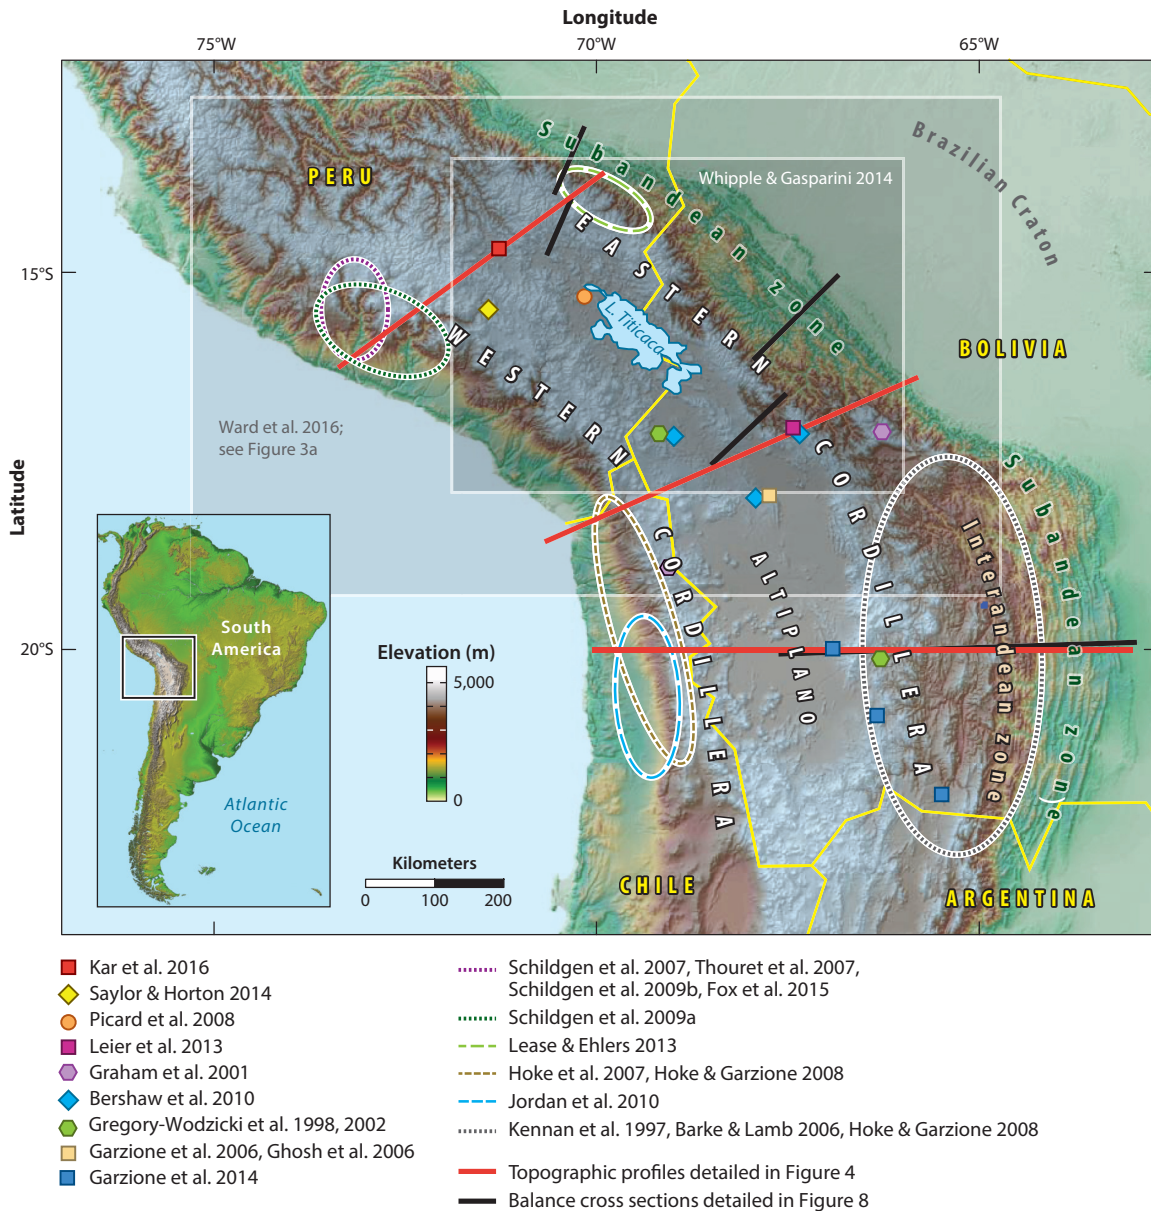 Longitude
75°W
70°W
65°W
Subandean zone
Brazilian Craton
PERU
Whipple & Gasparini 2014
EASTERN
15°S
L. Titicaca
WESTERN
BOLIVIA
Ward et al. 2016;
see Figure 3a
CORDILLERA
Subandean zone
Latitude
Interandean zone
CORDILLERA
ALTIPLANO
South
America
20°S
Elevation (m)
5,000
0
Atlantic
Ocean
Kilometers
0
100
200
CHILE
ARGENTINA
Kar et al. 2016
Saylor & Horton 2014
Picard et al. 2008
Leier et al. 2013
Graham et al. 2001
Bershaw et al. 2010
Gregory-Wodzicki et al. 1998, 2002
Garzione et al. 2006, Ghosh et al. 2006
Garzione et al. 2014
Schildgen et al. 2007, Thouret et al. 2007,
Schildgen et al. 2009b, Fox et al. 2015
Schildgen et al. 2009a
Lease & Ehlers 2013
Hoke et al. 2007, Hoke & Garzione 2008
Jordan et al. 2010
Kennan et al. 1997, Barke & Lamb 2006, Hoke & Garzione 2008
Topographic profiles detailed in Figure 4
Balance cross sections detailed in Figure 8